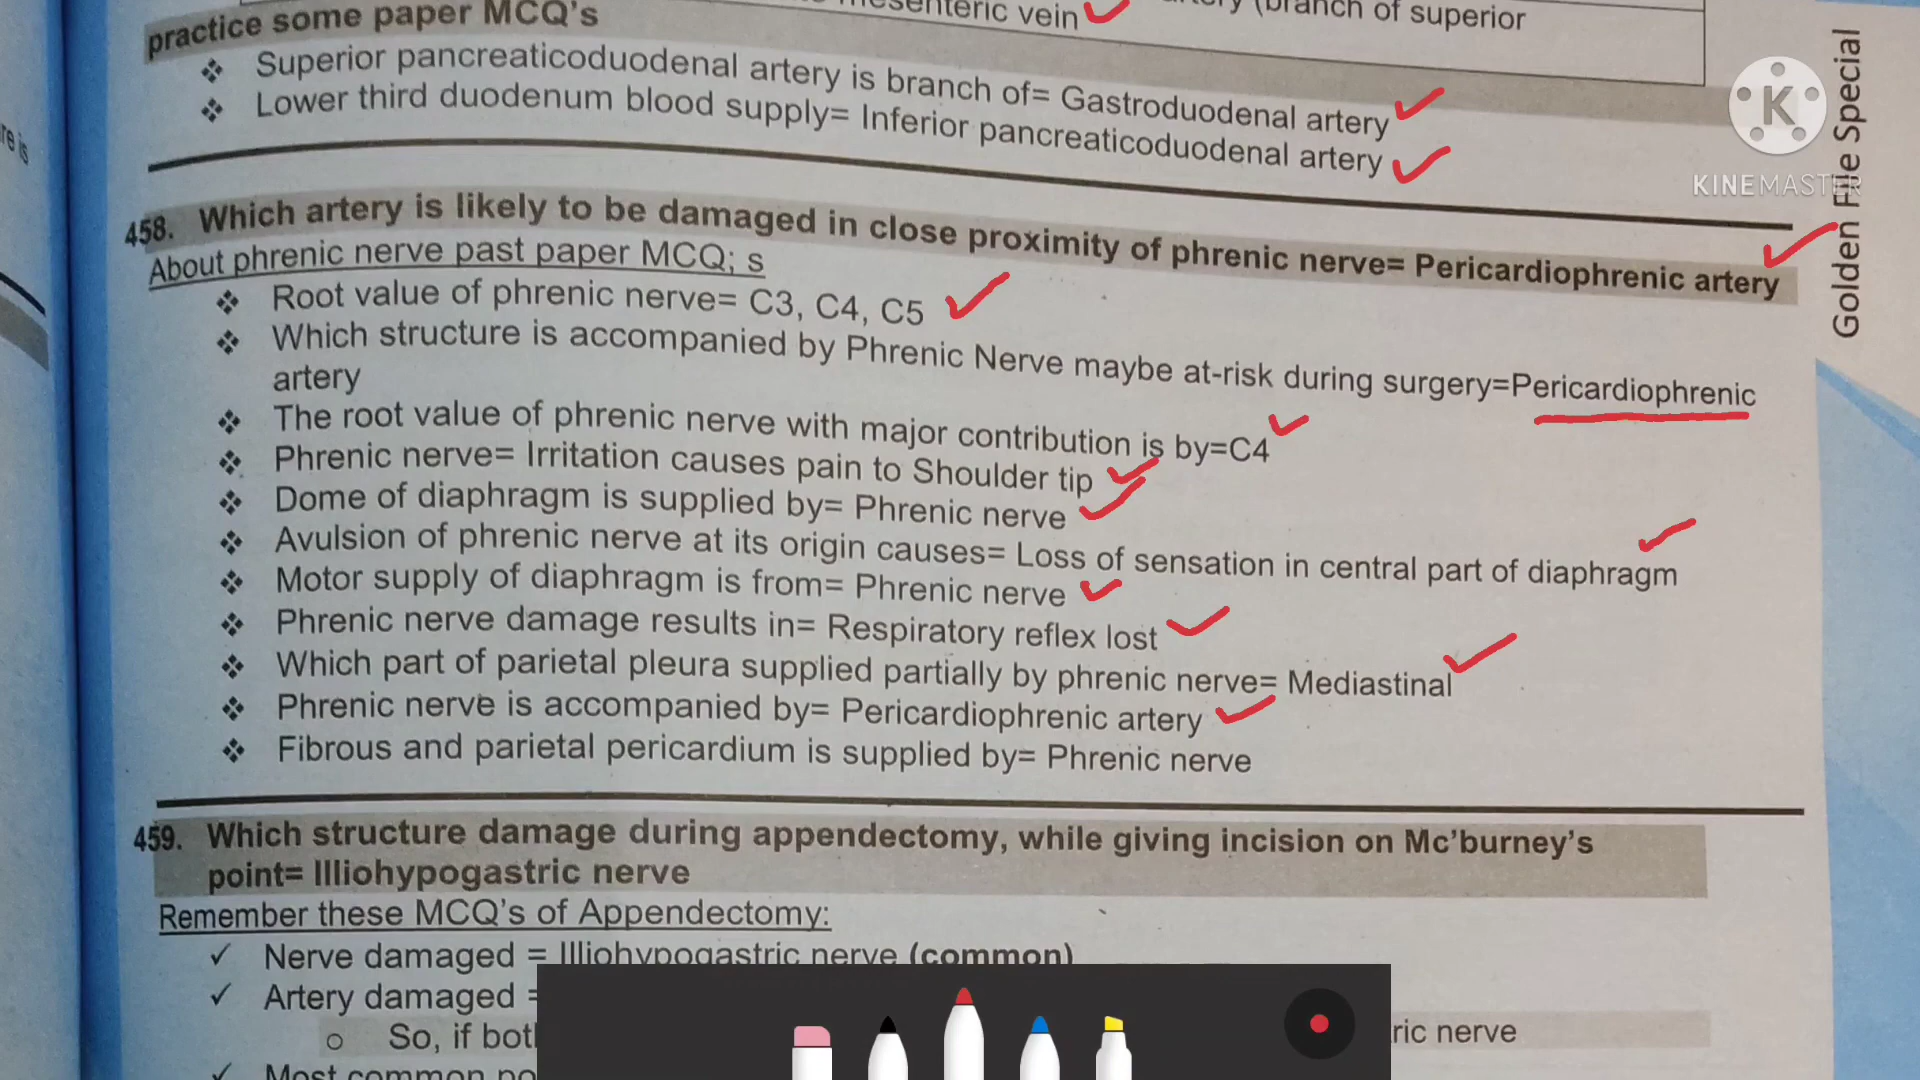 mesenteric vein (branch of superior
practice some paper MCQ's
❖ Superior pancreaticoduodenal artery is branch of= Gastroduodenal artery
❖ Lower third duodenum blood supply= Inferior pancreaticoduodenal artery
458. Which artery is likely to be damaged in close proximity of phrenic nerve= Pericardiophrenic artery
About phrenic nerve past paper MCQ; s
❖ Root value of phrenic nerve= C3, C4, C5
❖ Which structure is accompanied by Phrenic Nerve maybe at-risk during surgery=Pericardiophrenic
artery
❖ The root value of phrenic nerve with major contribution is by=C4
❖ Phrenic nerve= Irritation causes pain to Shoulder tip
❖ Dome of diaphragm is supplied by= Phrenic nerve
❖ Avulsion of phrenic nerve at its origin causes= Loss of sensation in central part of diaphragm
❖ Motor supply of diaphragm is from= Phrenic nerve
❖ Phrenic nerve damage results in= Respiratory reflex lost
❖ Which part of parietal pleura supplied partially by phrenic nerve= Mediastinal
❖ Phrenic nerve is accompanied by= Pericardiophrenic artery
❖ Fibrous and parietal pericardium is supplied by= Phrenic nerve
459. Which structure damage during appendectomy, while giving incision on Mc'burney's
point= Illiohypogastric nerve
Remember these MCQ's of Appendectomy:
✓ Nerve damaged = Illiohypogastric nerve (common)
✓ Artery damaged =
o So, if both nerve
✓ Most common
Golden File Special
K
KINEMASTER